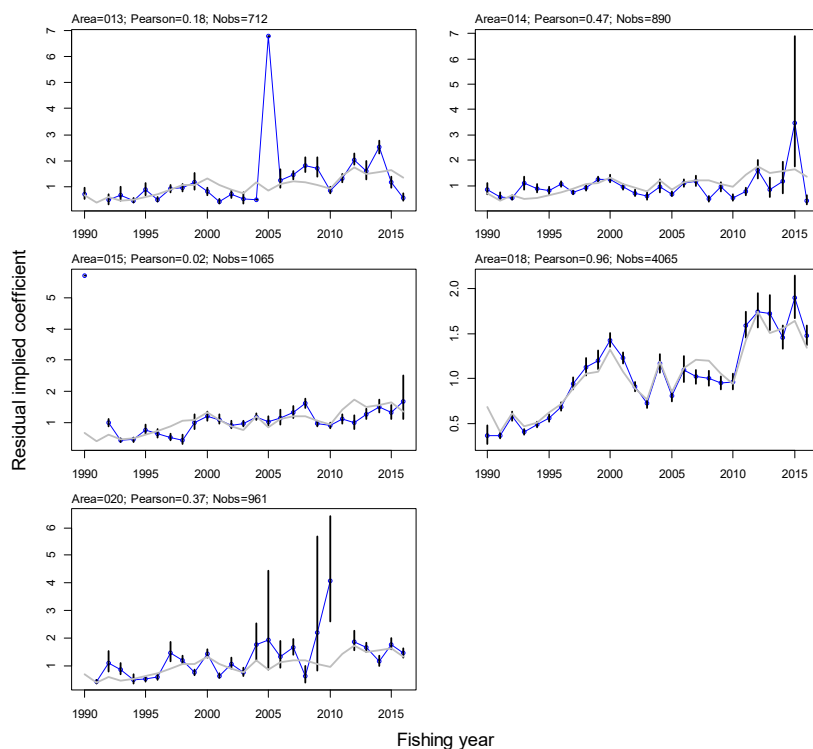 Area=013; Pearson=0.18; Nobs=712
7
6
5
4
3
2
1
1990 1995 2000 2005 2010 2015
Area=014; Pearson=0.47; Nobs=890
7
6
5
4
3
2
1
1990 1995 2000 2005 2010 2015
Area=015; Pearson=0.02; Nobs=1065
5
4
3
2
1
1990 1995 2000 2005 2010 2015
Area=018; Pearson=0.96; Nobs=4065
2.0
1.5
1.0
0.5
1990 1995 2000 2005 2010 2015
Area=020; Pearson=0.37; Nobs=961
6
5
4
3
2
1
1990 1995 2000 2005 2010 2015
Residual implied coefficient
Fishing year